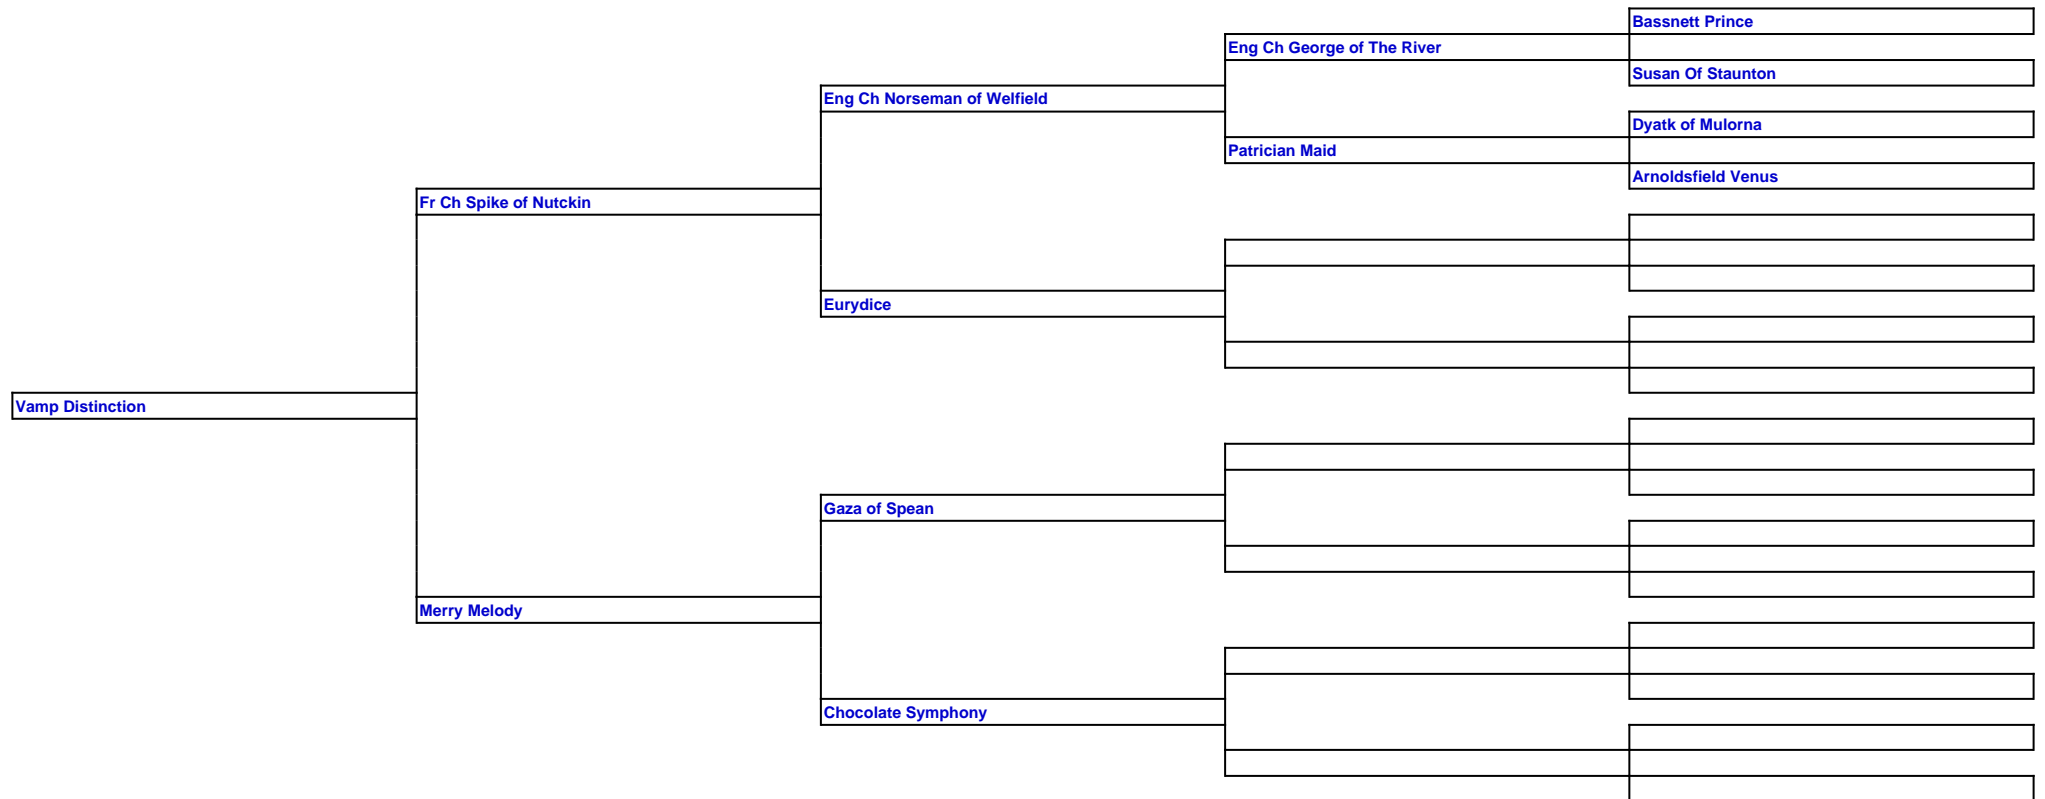 Bassnett Prince
Eng Ch George of The River
Susan Of Staunton
Eng Ch Norseman of Welfield
Dyatk of Mulorna
Patrician Maid
Arnoldsfield Venus
Fr Ch Spike of Nutckin
Eurydice
Vamp Distinction
Gaza of Spean
Merry Melody
Chocolate Symphony